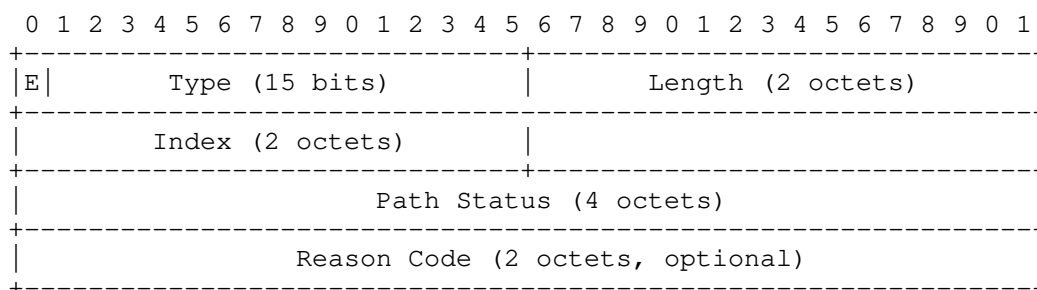 0 1 2 3 4 5 6 7 8 9 0 1 2 3 4 5 6 7 8 9 0 1 2 3 4 5 6 7 8 9 0 1
+-------------------------------+--------------------------------
|E|       Type (15 bits)        |       Length (2 octets)
+----------------------------------------------------------------
|        Index (2 octets)       |
+-------------------------------+--------------------------------
|                      Path Status (4 octets)
+----------------------------------------------------------------
|                 Reason Code (2 octets, optional)
+----------------------------------------------------------------